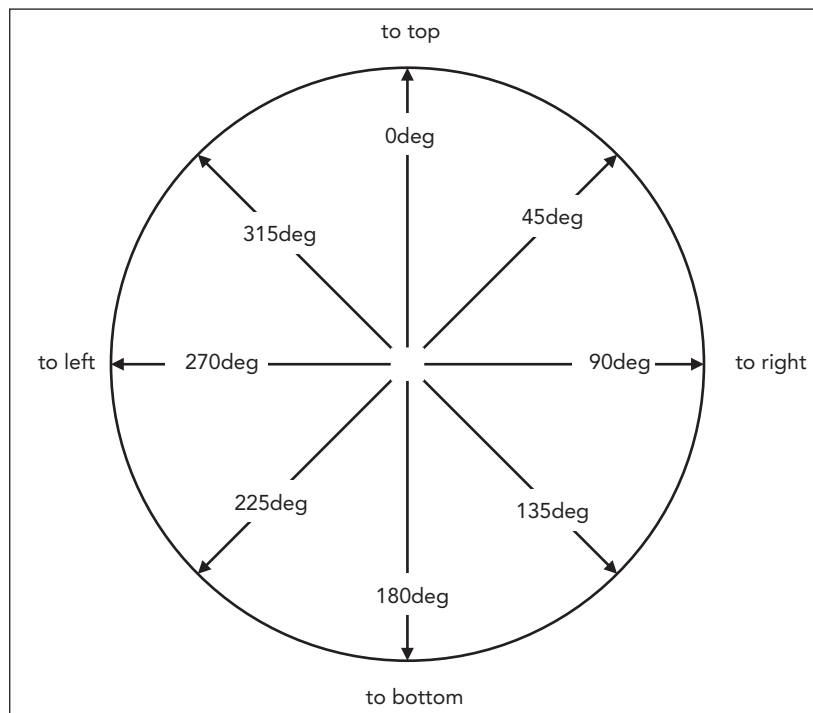 to top
0deg
45deg
315deg
to left
270deg
90deg
to right
225deg
135deg
180deg
to bottom